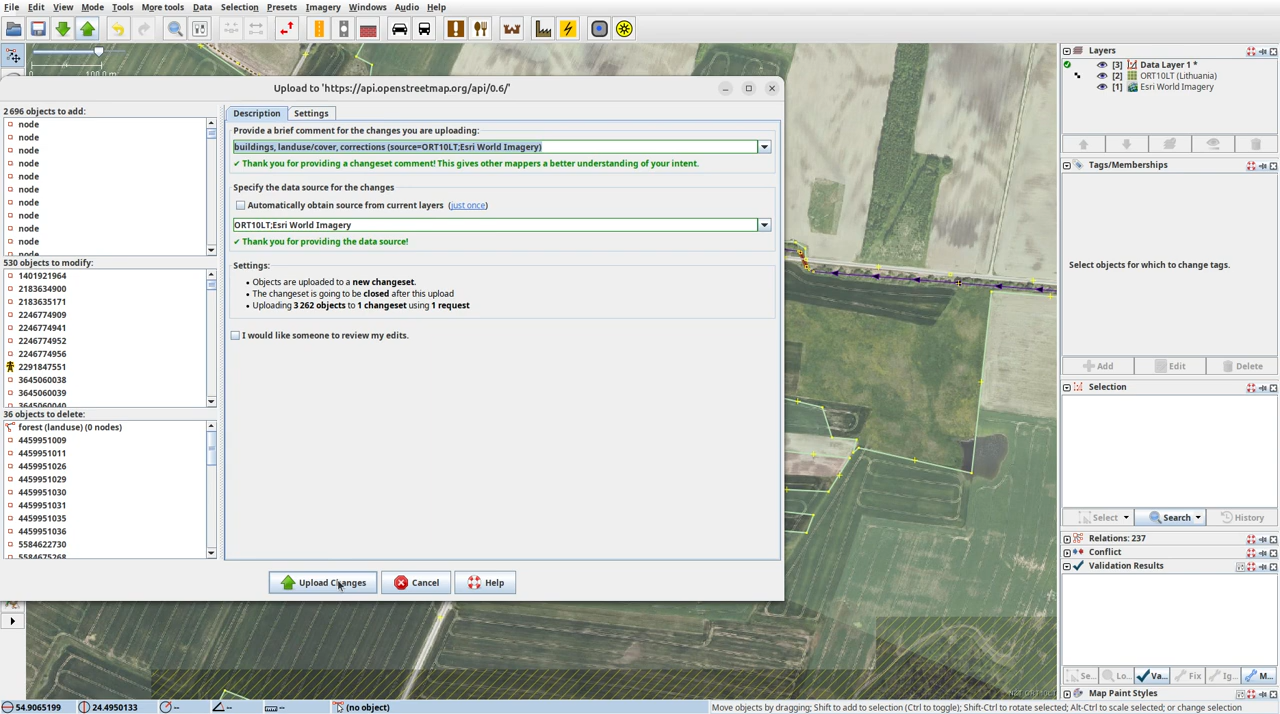 File Edit View Mode Tools More tools Data Selection Presets Imagery Windows Audio Help
100.0 m
Upload to 'https://api.openstreetmap.org/api/0.6/'
2 696 objects to add:
node
node
node
node
node
node
node
node
node
node
node
530 objects to modify:
1401921964
2183634900
2183635171
2246774909
2246774941
2246774952
2246774956
2291847551
3645060038
3645060039
3645060040
36 objects to delete:
forest (landuse) (0 nodes)
4459951009
4459951011
4459951026
4459951029
4459951030
4459951031
4459951035
4459951036
5584622730
5584675268
Description Settings
Provide a brief comment for the changes you are uploading:
buildings, landuse/cover, corrections (source=ORT10LT;Esri World Imagery)
✔ Thank you for providing a changeset comment! This gives other mappers a better understanding of your intent.
Specify the data source for the changes
Automatically obtain source from current layers (just once)
ORT10LT;Esri World Imagery
✔ Thank you for providing the data source!
Settings:
• Objects are uploaded to a new changeset.
• The changeset is going to be closed after this upload
• Uploading 3 262 objects to 1 changeset using 1 request
I would like someone to review my edits.
Upload Changes Cancel Help
Layers
[3] Data Layer 1 *
[2] ORT10LT (Lithuania)
[1] Esri World Imagery
Tags/Memberships
Select objects for which to change tags.
Add Edit Delete
Selection
Select Search History
Relations: 237
Conflict
Validation Results
Se... Lo... Va... Fix Ig... M...
Map Paint Styles
NŽT ORT10LT
54.9065199 24.4950133 -- -- -- (no object) Move objects by dragging; Shift to add to selection (Ctrl to toggle); Shift-Ctrl to rotate selected; Alt-Ctrl to scale selected; or change selection